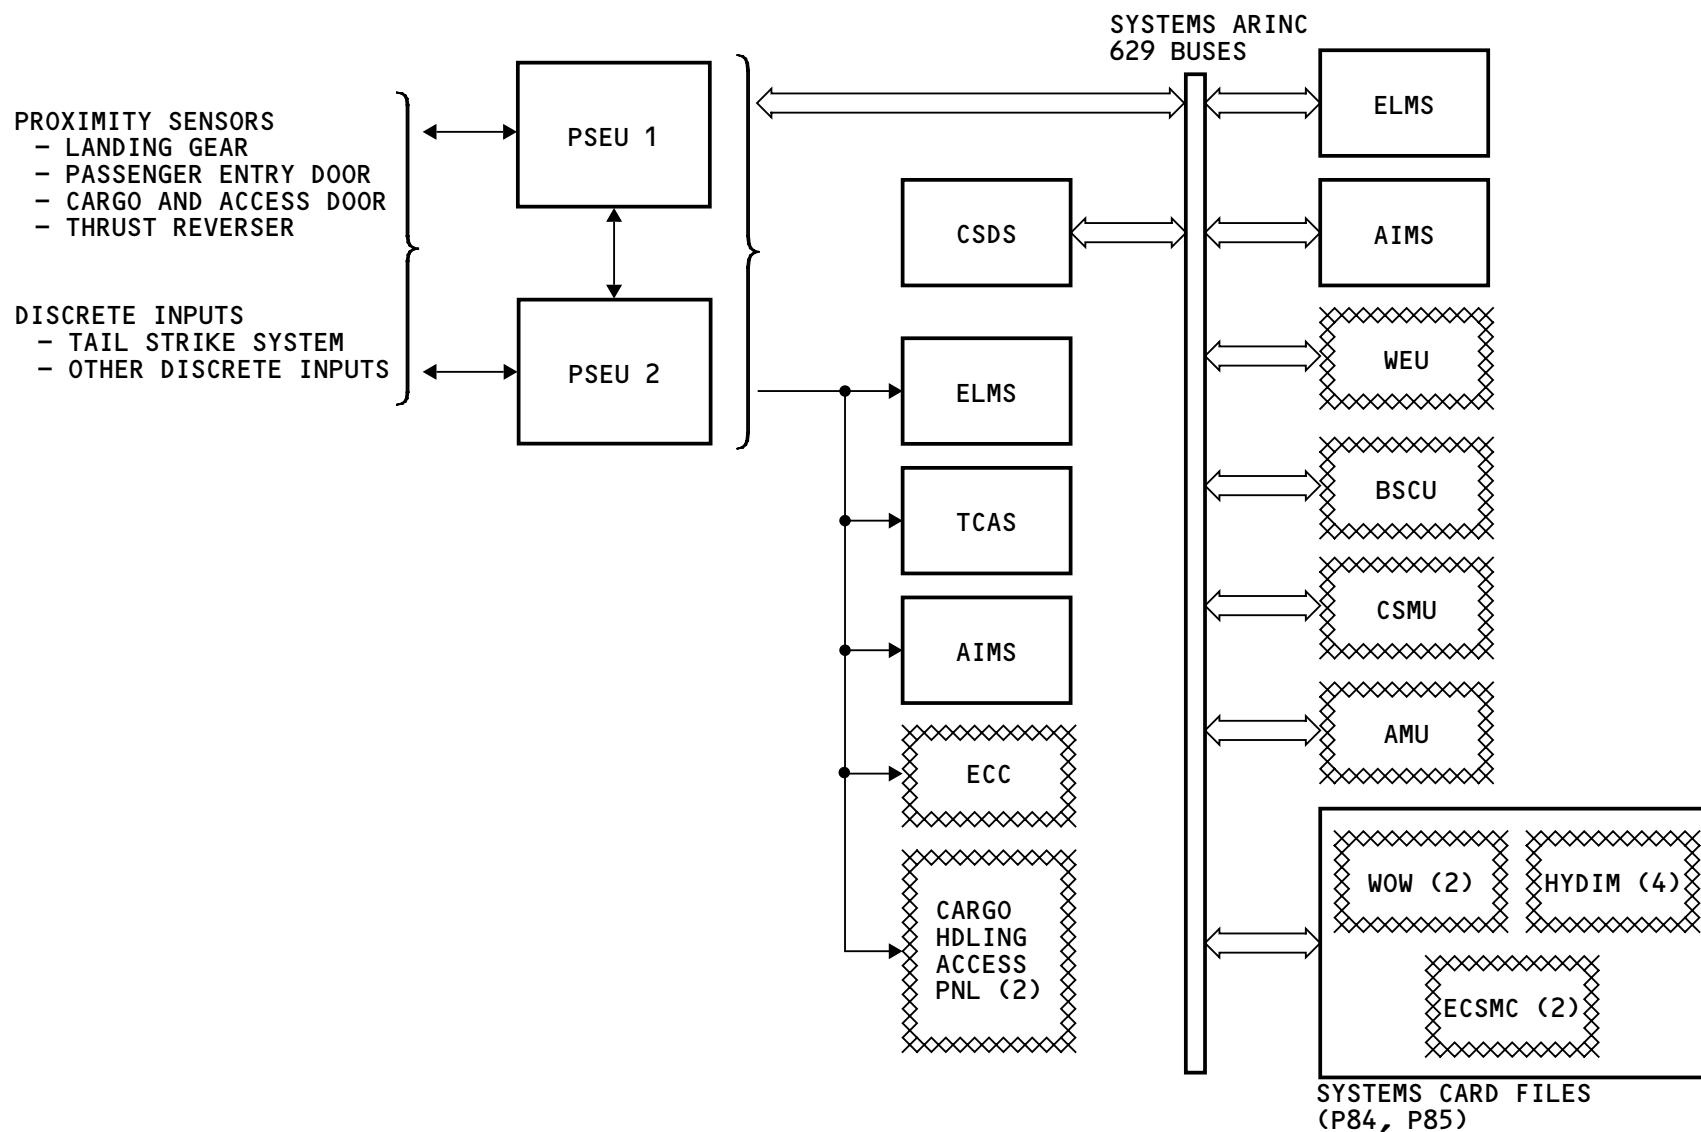 SYSTEMS ARINC
629 BUSES
PROXIMITY SENSORS
– LANDING GEAR
– PASSENGER ENTRY DOOR
– CARGO AND ACCESS DOOR
– THRUST REVERSER
DISCRETE INPUTS
– TAIL STRIKE SYSTEM
– OTHER DISCRETE INPUTS
PSEU 1
PSEU 2
CSDS
ELMS
TCAS
AIMS
ECC
CARGO
HDLING
ACCESS
PNL (2)
ELMS
AIMS
WEU
BSCU
CSMU
AMU
WOW (2)
HYDIM (4)
ECSMC (2)
SYSTEMS CARD FILES
(P84, P85)